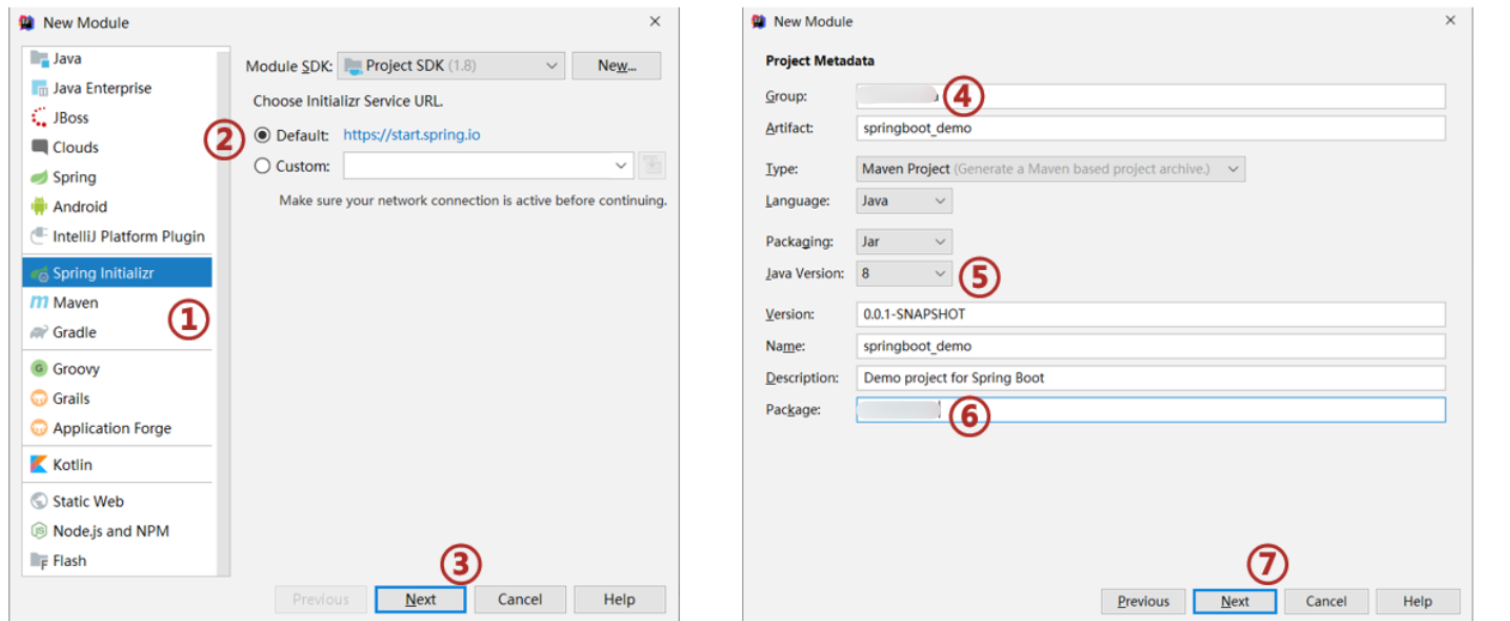 New Module
Java
Java Enterprise
JBoss
Clouds
Spring
Android
IntelliJ Platform Plugin
Spring Initializr
Maven
Gradle
Groovy
Grails
Application Forge
Kotlin
Static Web
Node.js and NPM
Flash
①
Module SDK: Project SDK (1.8) New...
Choose Initializr Service URL.
② Default: https://start.spring.io
Custom:
Make sure your network connection is active before continuing.
③
Previous Next Cancel Help
New Module
Project Metadata
Group: ④
Artifact: springboot_demo
Type: Maven Project (Generate a Maven based project archive.)
Language: Java
Packaging: Jar
Java Version: 8 ⑤
Version: 0.0.1-SNAPSHOT
Name: springboot_demo
Description: Demo project for Spring Boot
Package: ⑥
⑦
Previous Next Cancel Help